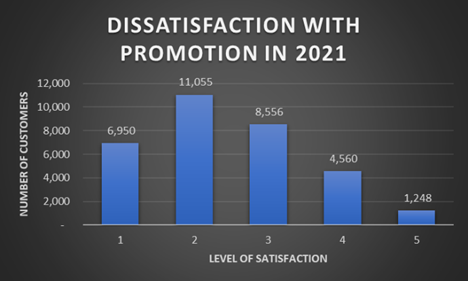 DISSATISFACTION WITH
PROMOTION IN 2021
NUMBER OF CUSTOMERS
12,000
10,000
8,000
6,000
4,000
2,000
-
6,950
11,055
8,556
4,560
1,248
1 2 3 4 5
LEVEL OF SATISFACTION